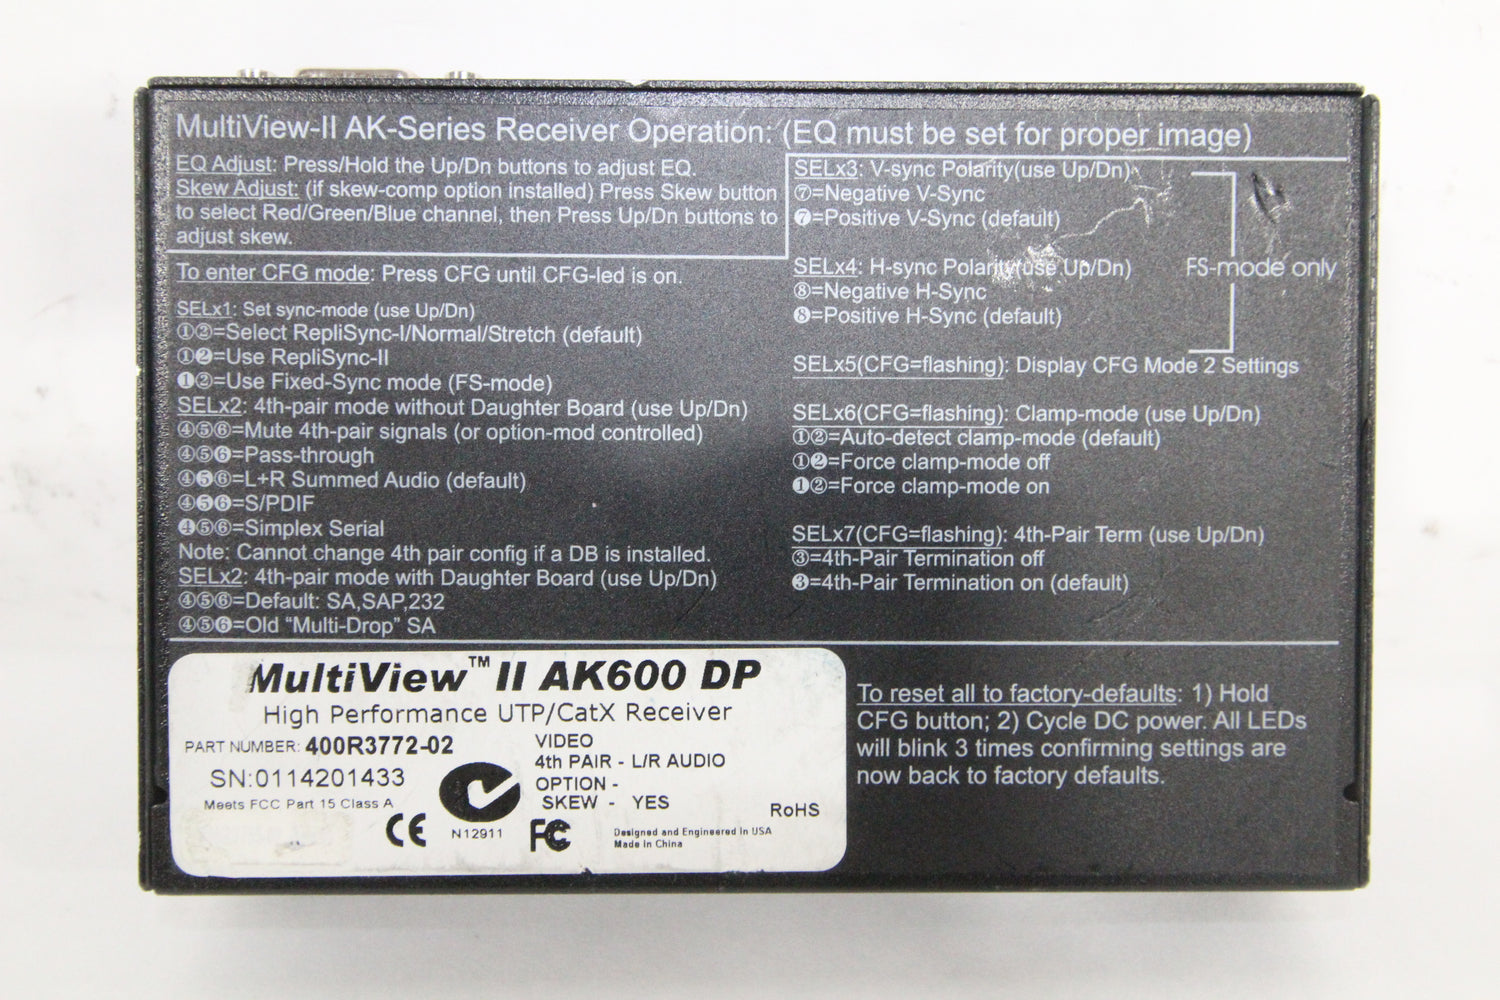 MultiView-II AK-Series Receiver Operation: (EQ must be set for proper image)
EQ Adjust: Press/Hold the Up/Dn buttons to adjust EQ.
Skew Adjust: (if skew-comp option installed) Press Skew button
to select Red/Green/Blue channel, then Press Up/Dn buttons to
adjust skew.
To enter CFG mode: Press CFG until CFG-led is on.
SELx1: Set sync-mode (use Up/Dn)
①②=Select RepliSync-I/Normal/Stretch (default)
①❷=Use RepliSync-II
❶②=Use Fixed-Sync mode (FS-mode)
SELx2: 4th-pair mode without Daughter Board (use Up/Dn)
④⑤⑥=Mute 4th-pair signals (or option-mod controlled)
④⑤❻=Pass-through
④❺⑥=L+R Summed Audio (default)
④❺❻=S/PDIF
❹⑤⑥=Simplex Serial
Note: Cannot change 4th pair config if a DB is installed.
SELx2: 4th-pair mode with Daughter Board (use Up/Dn)
④⑤⑥=Default: SA,SAP,232
④⑤❻=Old “Multi-Drop” SA
SELx3: V-sync Polarity(use Up/Dn)
⑦=Negative V-Sync
❼=Positive V-Sync (default)
SELx4: H-sync Polarity(use Up/Dn)
FS-mode only
⑧=Negative H-Sync
❽=Positive H-Sync (default)
SELx5(CFG=flashing): Display CFG Mode 2 Settings
SELx6(CFG=flashing): Clamp-mode (use Up/Dn)
①②=Auto-detect clamp-mode (default)
①❷=Force clamp-mode off
❶②=Force clamp-mode on
SELx7(CFG=flashing): 4th-Pair Term (use Up/Dn)
③=4th-Pair Termination off
❸=4th-Pair Termination on (default)
MultiView™ II AK600 DP
High Performance UTP/CatX Receiver
PART NUMBER: 400R3772-02
SN:0114201433
Meets FCC Part 15 Class A
CE
N12911
FC
VIDEO
4th PAIR - L/R AUDIO
OPTION -
SKEW - YES
RoHS
Designed and Engineered in USA
Made in China
To reset all to factory-defaults: 1) Hold
CFG button; 2) Cycle DC power. All LEDs
will blink 3 times confirming settings are
now back to factory defaults.